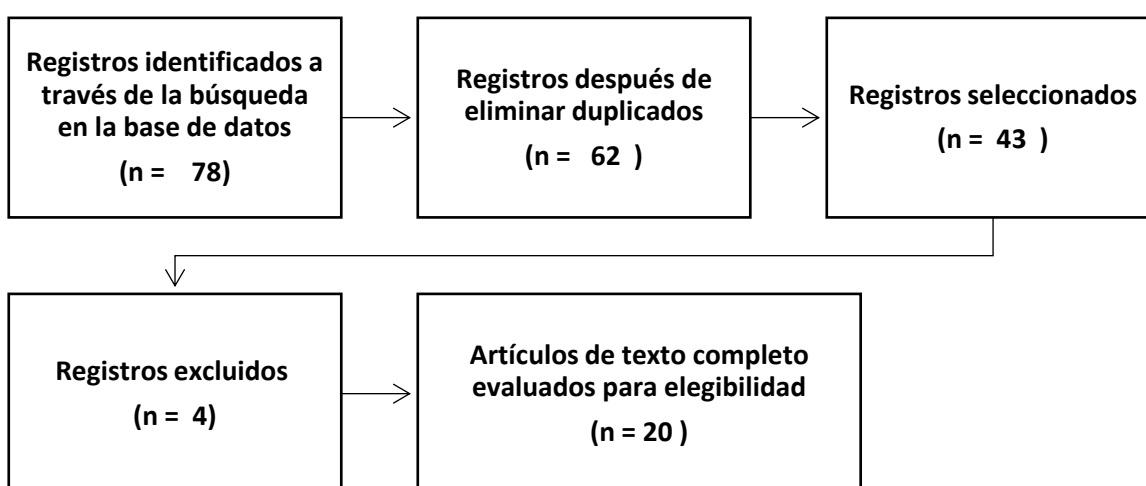 Registros identificados a
través de la búsqueda
en la base de datos
(n = 78)
Registros después de
eliminar duplicados
(n = 62 )
Registros seleccionados
(n = 43 )
Registros excluidos
(n = 4)
Artículos de texto completo
evaluados para elegibilidad
(n = 20 )